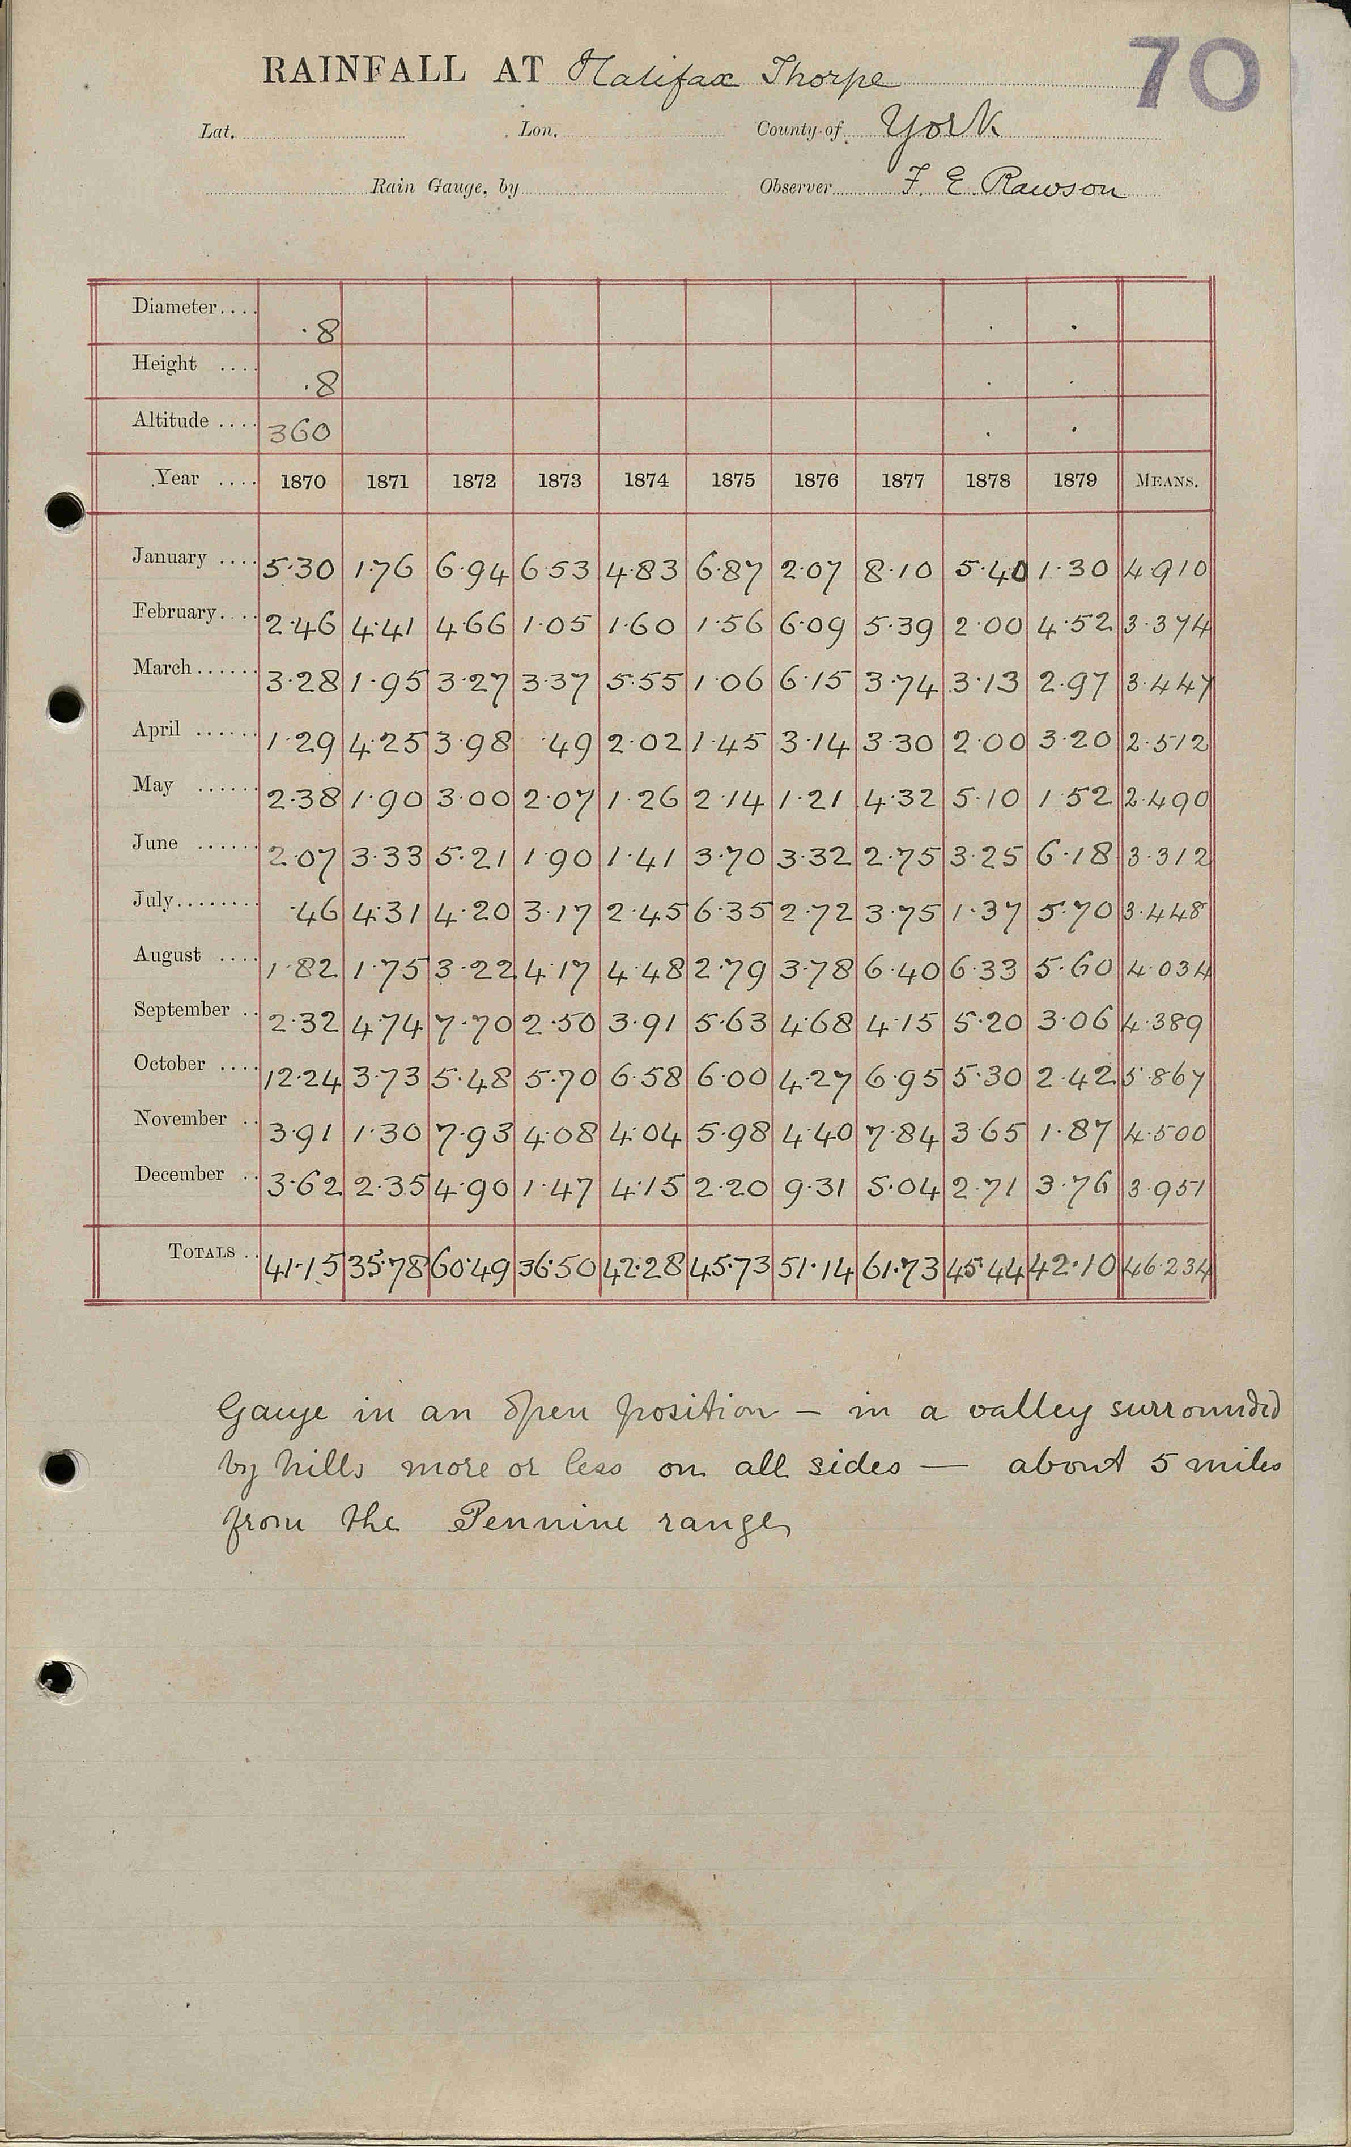 70
RAINFALL AT Halifax Thorpe
Lat. Lon. County of York
Rain Gauge, by Observer F. E. Rawson
Diameter.... ·8
Height .... ·8
Altitude .... 360
Year .... 1870 1871 1872 1873 1874 1875 1876 1877 1878 1879 MEANS.
January .... 5·30 1·76 6·94 6·53 4·83 6·87 2·07 8·10 5·40 1·30 4·910
February.... 2·46 4·41 4·66 1·05 1·60 1·56 6·09 5·39 2·00 4·52 3·374
March...... 3·28 1·95 3·27 3·37 5·55 1·06 6·15 3·74 3·13 2·97 3·447
April ...... 1·29 4·25 3·98 ·49 2·02 1·45 3·14 3·30 2·00 3·20 2·512
May ...... 2·38 1·90 3·00 2·07 1·26 2·14 1·21 4·32 5·10 1·52 2·490
June ...... 2·07 3·33 5·21 1·90 1·41 3·70 3·32 2·75 3·25 6·18 3·312
July........ ·46 4·31 4·20 3·17 2·45 6·35 2·72 3·75 1·37 5·70 3·448
August .... 1·82 1·75 3·22 4·17 4·48 2·79 3·78 6·40 6·33 5·60 4·034
September .. 2·32 4·74 7·70 2·50 3·91 5·63 4·68 4·15 5·20 3·06 4·389
October .... 12·24 3·73 5·48 5·70 6·58 6·00 4·27 6·95 5·30 2·42 5·867
November .. 3·91 1·30 7·93 4·08 4·04 5·98 4·40 7·84 3·65 1·87 4·500
December .. 3·62 2·35 4·90 1·47 4·15 2·20 9·31 5·04 2·71 3·76 3·951
TOTALS .. 41·15 35·78 60·49 36·50 42·28 45·73 51·14 61·73 45·44 42·10 46·234
Gauge in an open position — in a valley surrounded
by hills more or less on all sides — about 5 miles
from the Pennine range